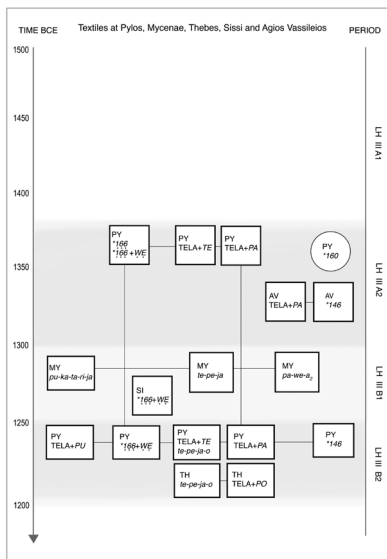 TIME BCE
Textiles at Pylos, Mycenae, Thebes, Sissi and Agios Vassileios
PERIOD
1500
1450
LH III A1
1400
PY
*166
*166+WE
PY
TELA+TE
PY
TELA+PA
PY
*160
1350
LH III A2
AV
TELA+PA
AV
*146
1300
MY
pu-ka-ta-ri-ja
MY
te-pe-ja
MY
pa-we-a₂
LH III B1
SI
*166+WE
1250
PY
TELA+PU
PY
*166+WE
PY
TELA+TE
te-pe-ja-o
PY
TELA+PA
PY
*146
LH III B2
TH
te-pe-ja-o
TH
TELA+PO
1200